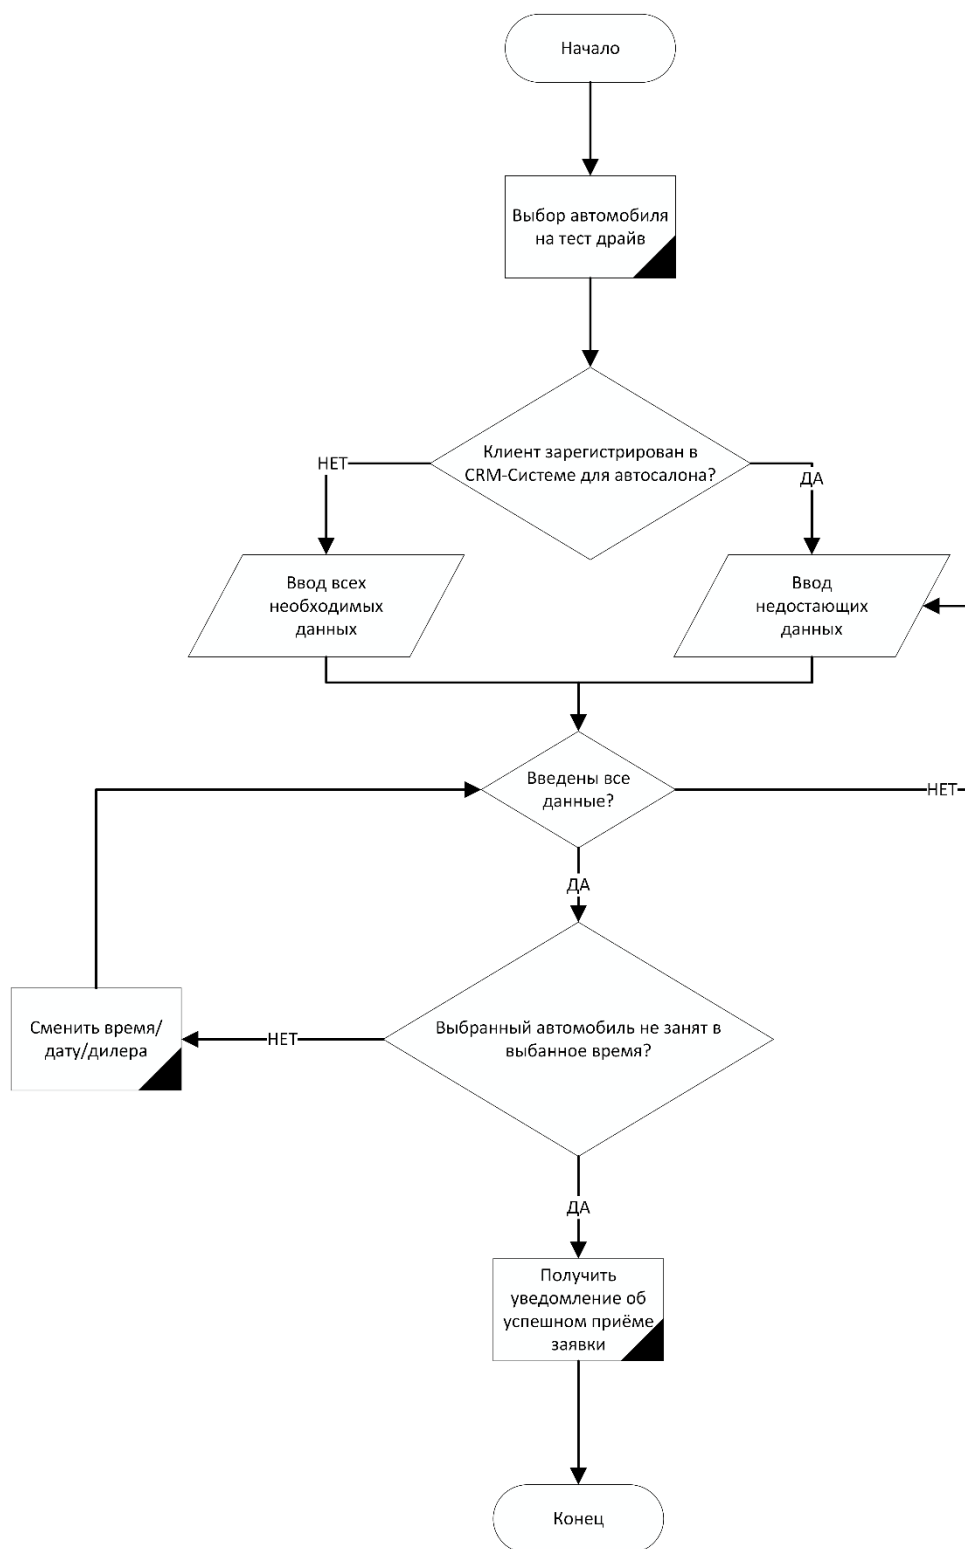 Начало
Выбор автомобиля
на тест драйв
Клиент зарегистрирован в
CRM-Системе для автосалона?
НЕТ
ДА
Ввод всех
необходимых
данных
Ввод
недостающих
данных
Введены все
данные?
НЕТ
ДА
Выбранный автомобиль не занят в
выбанное время?
НЕТ
Сменить время/
дату/дилера
ДА
Получить
уведомление об
успешном приёме
заявки
Конец